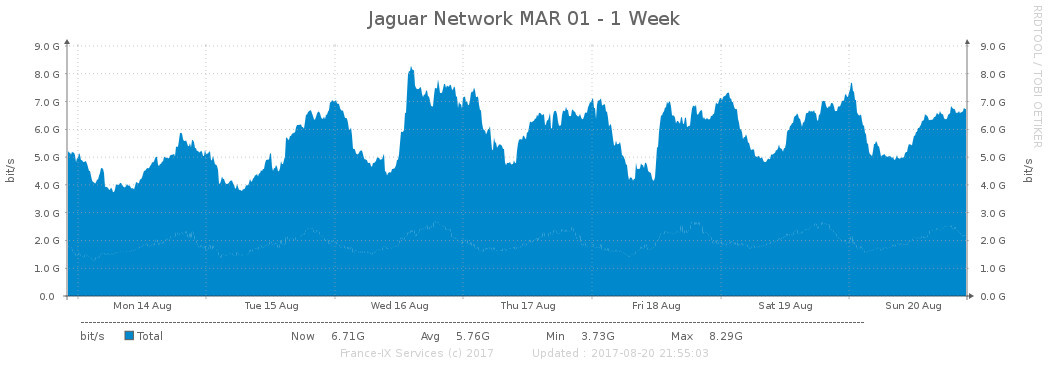 Jaguar Network MAR 01 - 1 Week
RRDTOOL / TOBI OETIKER
bit/s
9.0 G 9.0 G
8.0 G 8.0 G
7.0 G 7.0 G
6.0 G 6.0 G
5.0 G 5.0 G
4.0 G 4.0 G
3.0 G 3.0 G
2.0 G 2.0 G
1.0 G 1.0 G
0.0 0.0 G
bit/s
Mon 14 Aug Tue 15 Aug Wed 16 Aug Thu 17 Aug Fri 18 Aug Sat 19 Aug Sun 20 Aug
bit/s Total Now 6.71G Avg 5.76G Min 3.73G Max 8.29G
France-IX Services (c) 2017 Updated : 2017-08-20 21:55:03